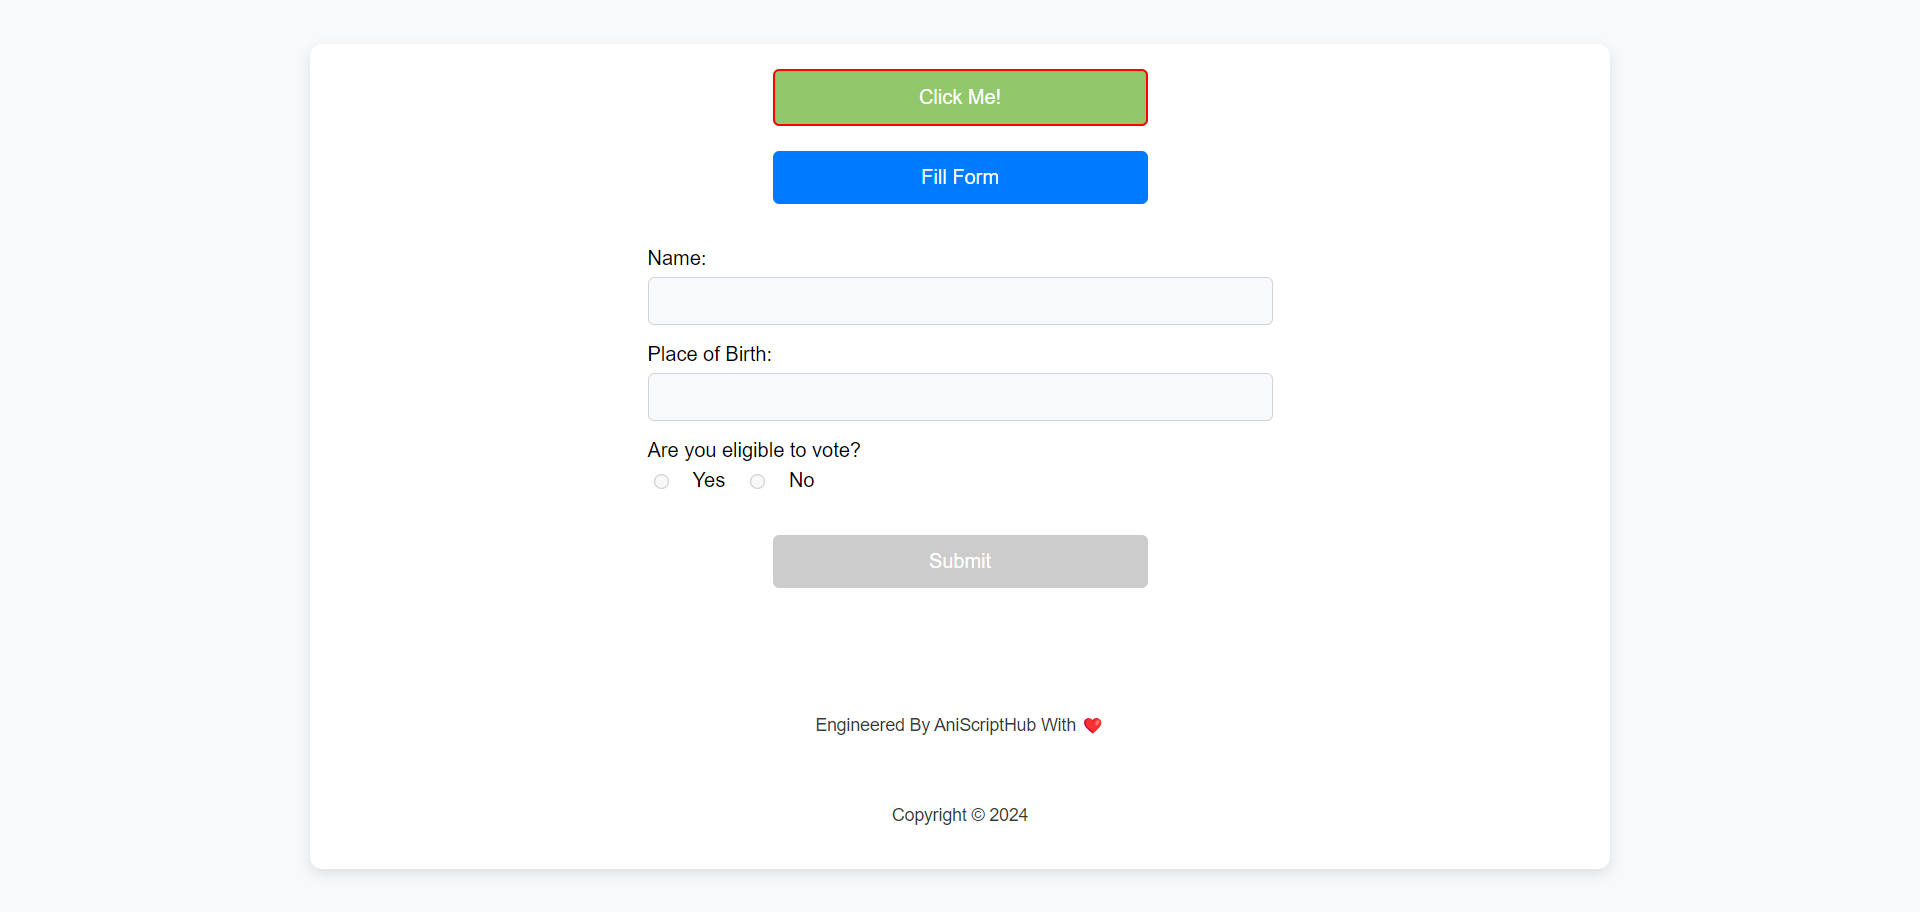 Click Me!
Fill Form
Name:
Place of Birth:
Are you eligible to vote?
Yes No
Submit
Engineered By AniScriptHub With ❤️
Copyright © 2024